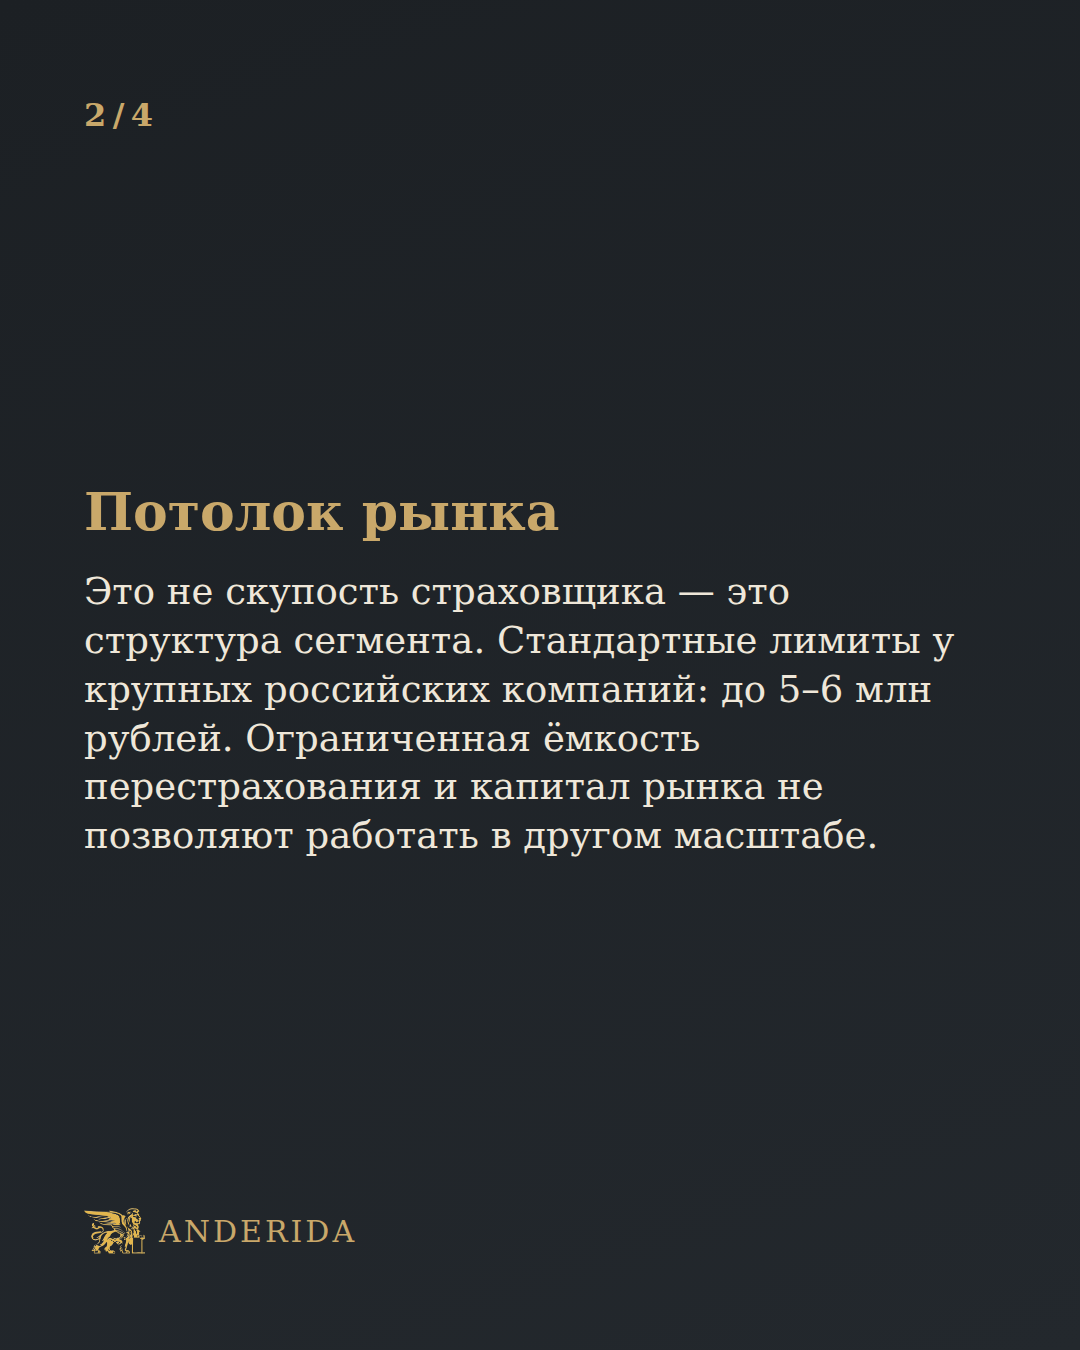 2/4
Потолок рынка
Это не скупость страховщика — это
структура сегмента. Стандартные лимиты у
крупных российских компаний: до 5–6 млн
рублей. Ограниченная ёмкость
перестрахования и капитал рынка не
позволяют работать в другом масштабе.
ANDERIDA